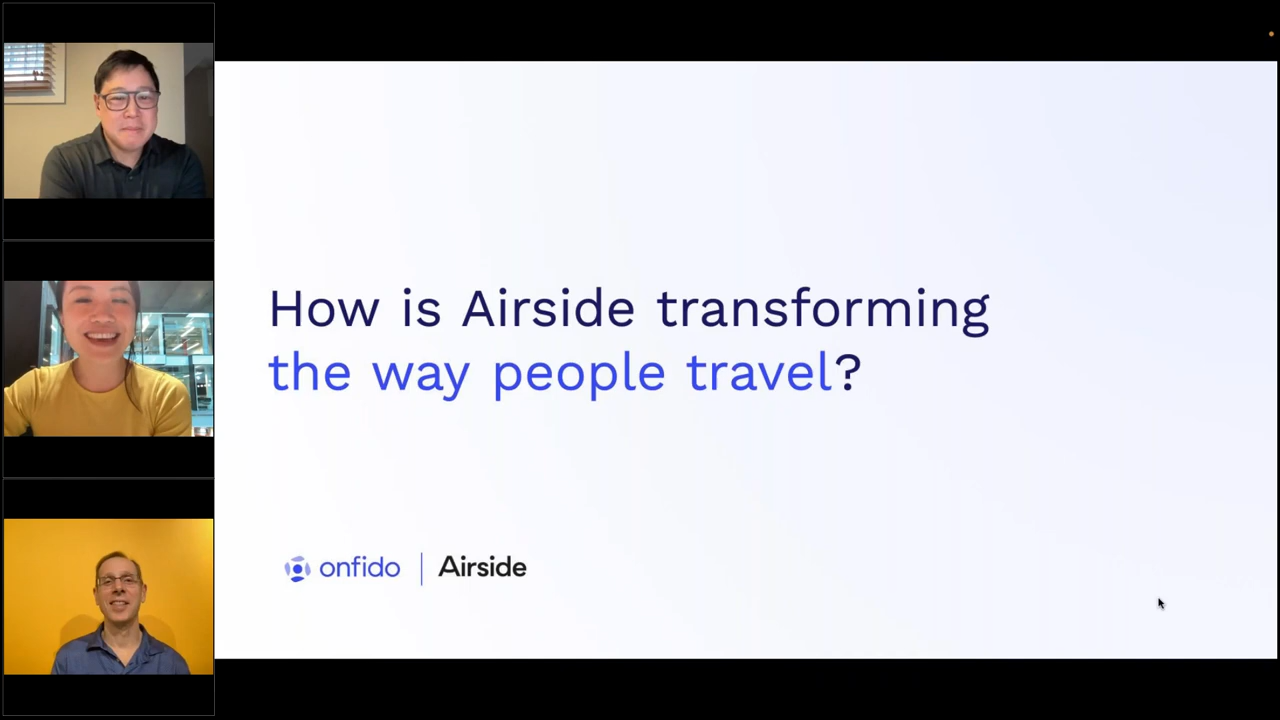 How is Airside transforming
the way people travel?
onfido | Airside